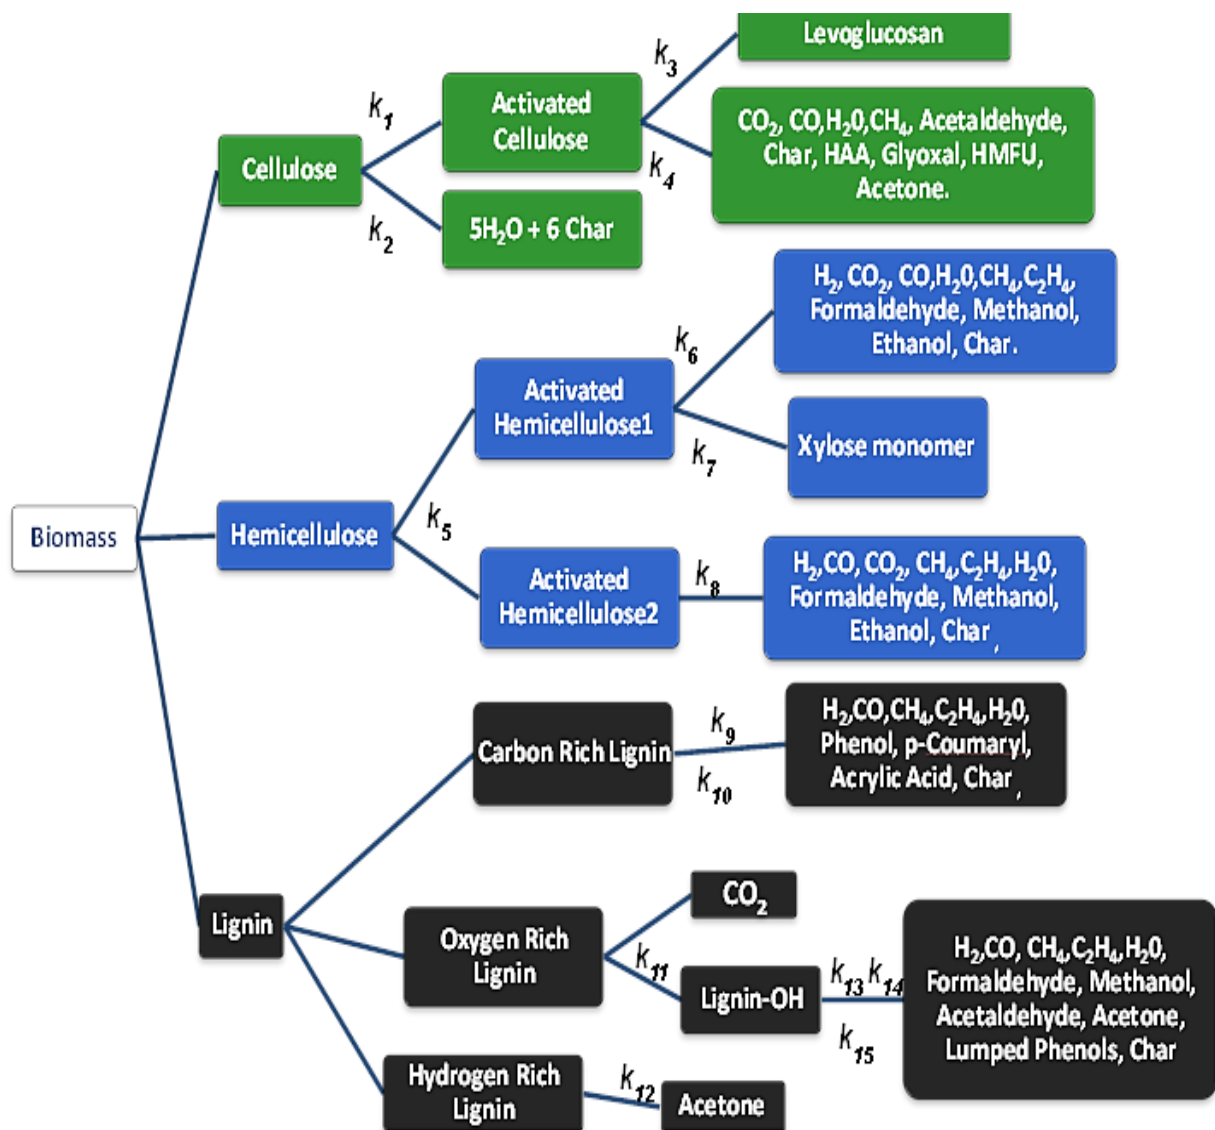 Levoglucosan
k3
k1
Activated
Cellulose
CO2, CO,H20,CH4, Acetaldehyde,
Char, HAA, Glyoxal, HMFU,
Acetone.
Cellulose
k4
k2
5H2O + 6 Char
H2, CO2, CO,H20,CH4,C2H4,
Formaldehyde, Methanol,
Ethanol, Char.
k6
Activated
Hemicellulose1
k7
Xylose monomer
Biomass
Hemicellulose
k5
Activated
Hemicellulose2
k8
H2,CO, CO2, CH4,C2H4,H20,
Formaldehyde, Methanol,
Ethanol, Char,
Carbon Rich Lignin
k9
k10
H2,CO,CH4,C2H4,H20,
Phenol, p-Coumaryl,
Acrylic Acid, Char,
Lignin
Oxygen Rich
Lignin
CO2
k11
Lignin-OH
k13 k14
k15
H2,CO, CH4,C2H4,H20,
Formaldehyde, Methanol,
Acetaldehyde, Acetone,
Lumped Phenols, Char
Hydrogen Rich
Lignin
k12
Acetone